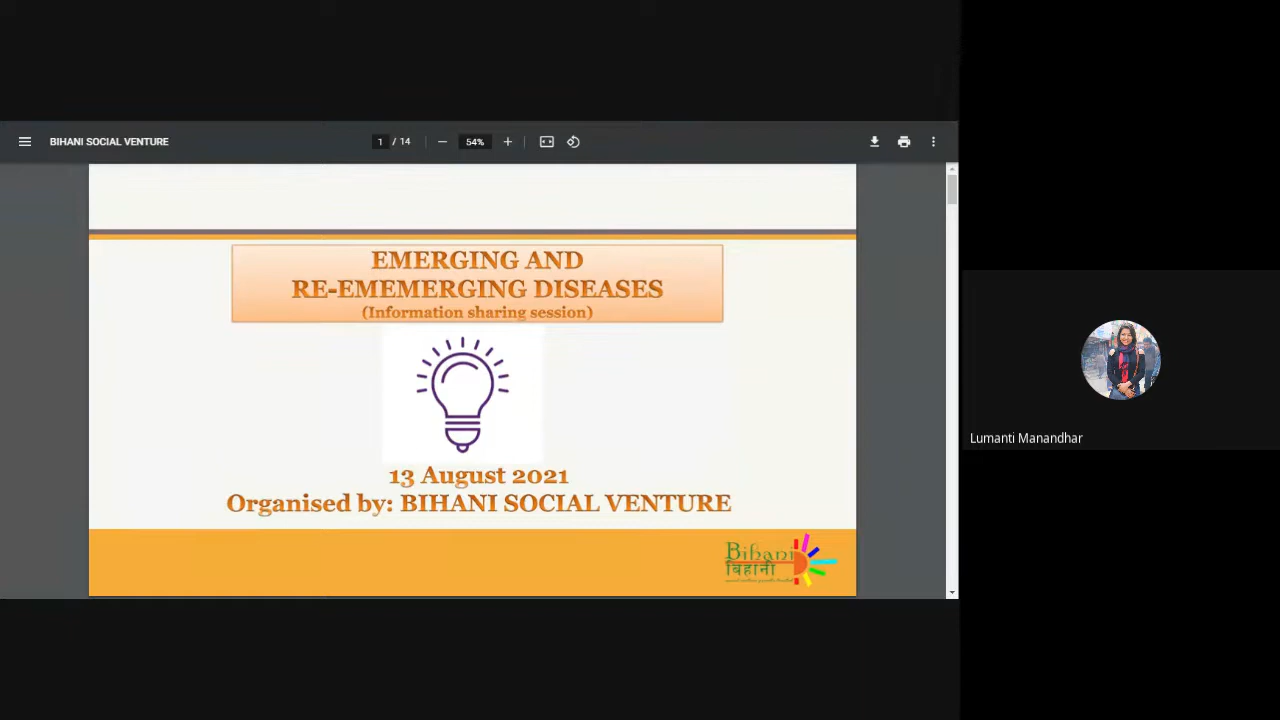 BIHANI SOCIAL VENTURE
1 / 14
54%
EMERGING AND
RE-EMEMERGING DISEASES
(Information sharing session)
13 August 2021
Organised by: BIHANI SOCIAL VENTURE
Bihani
बिहानी
Lumanti Manandhar